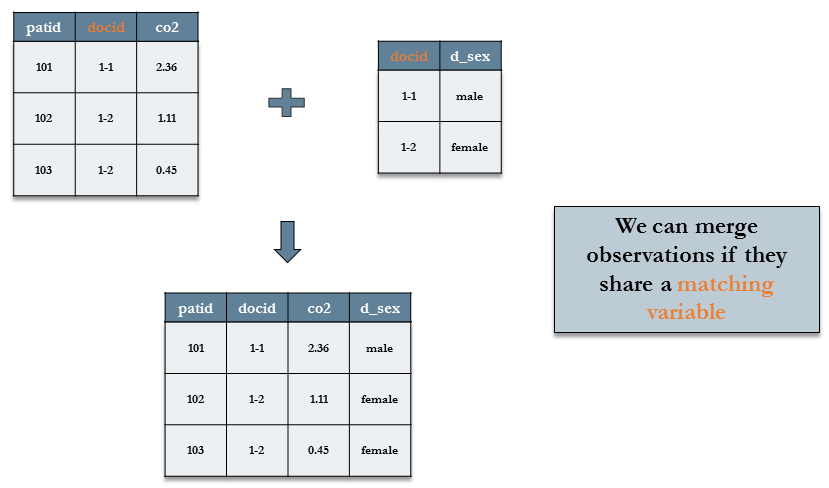 patid docid co2
101 1-1 2.36
102 1-2 1.11
103 1-2 0.45
docid d_sex
1-1 male
1-2 female
We can merge
observations if they
share a matching
variable
patid docid co2 d_sex
101 1-1 2.36 male
102 1-2 1.11 female
103 1-2 0.45 female